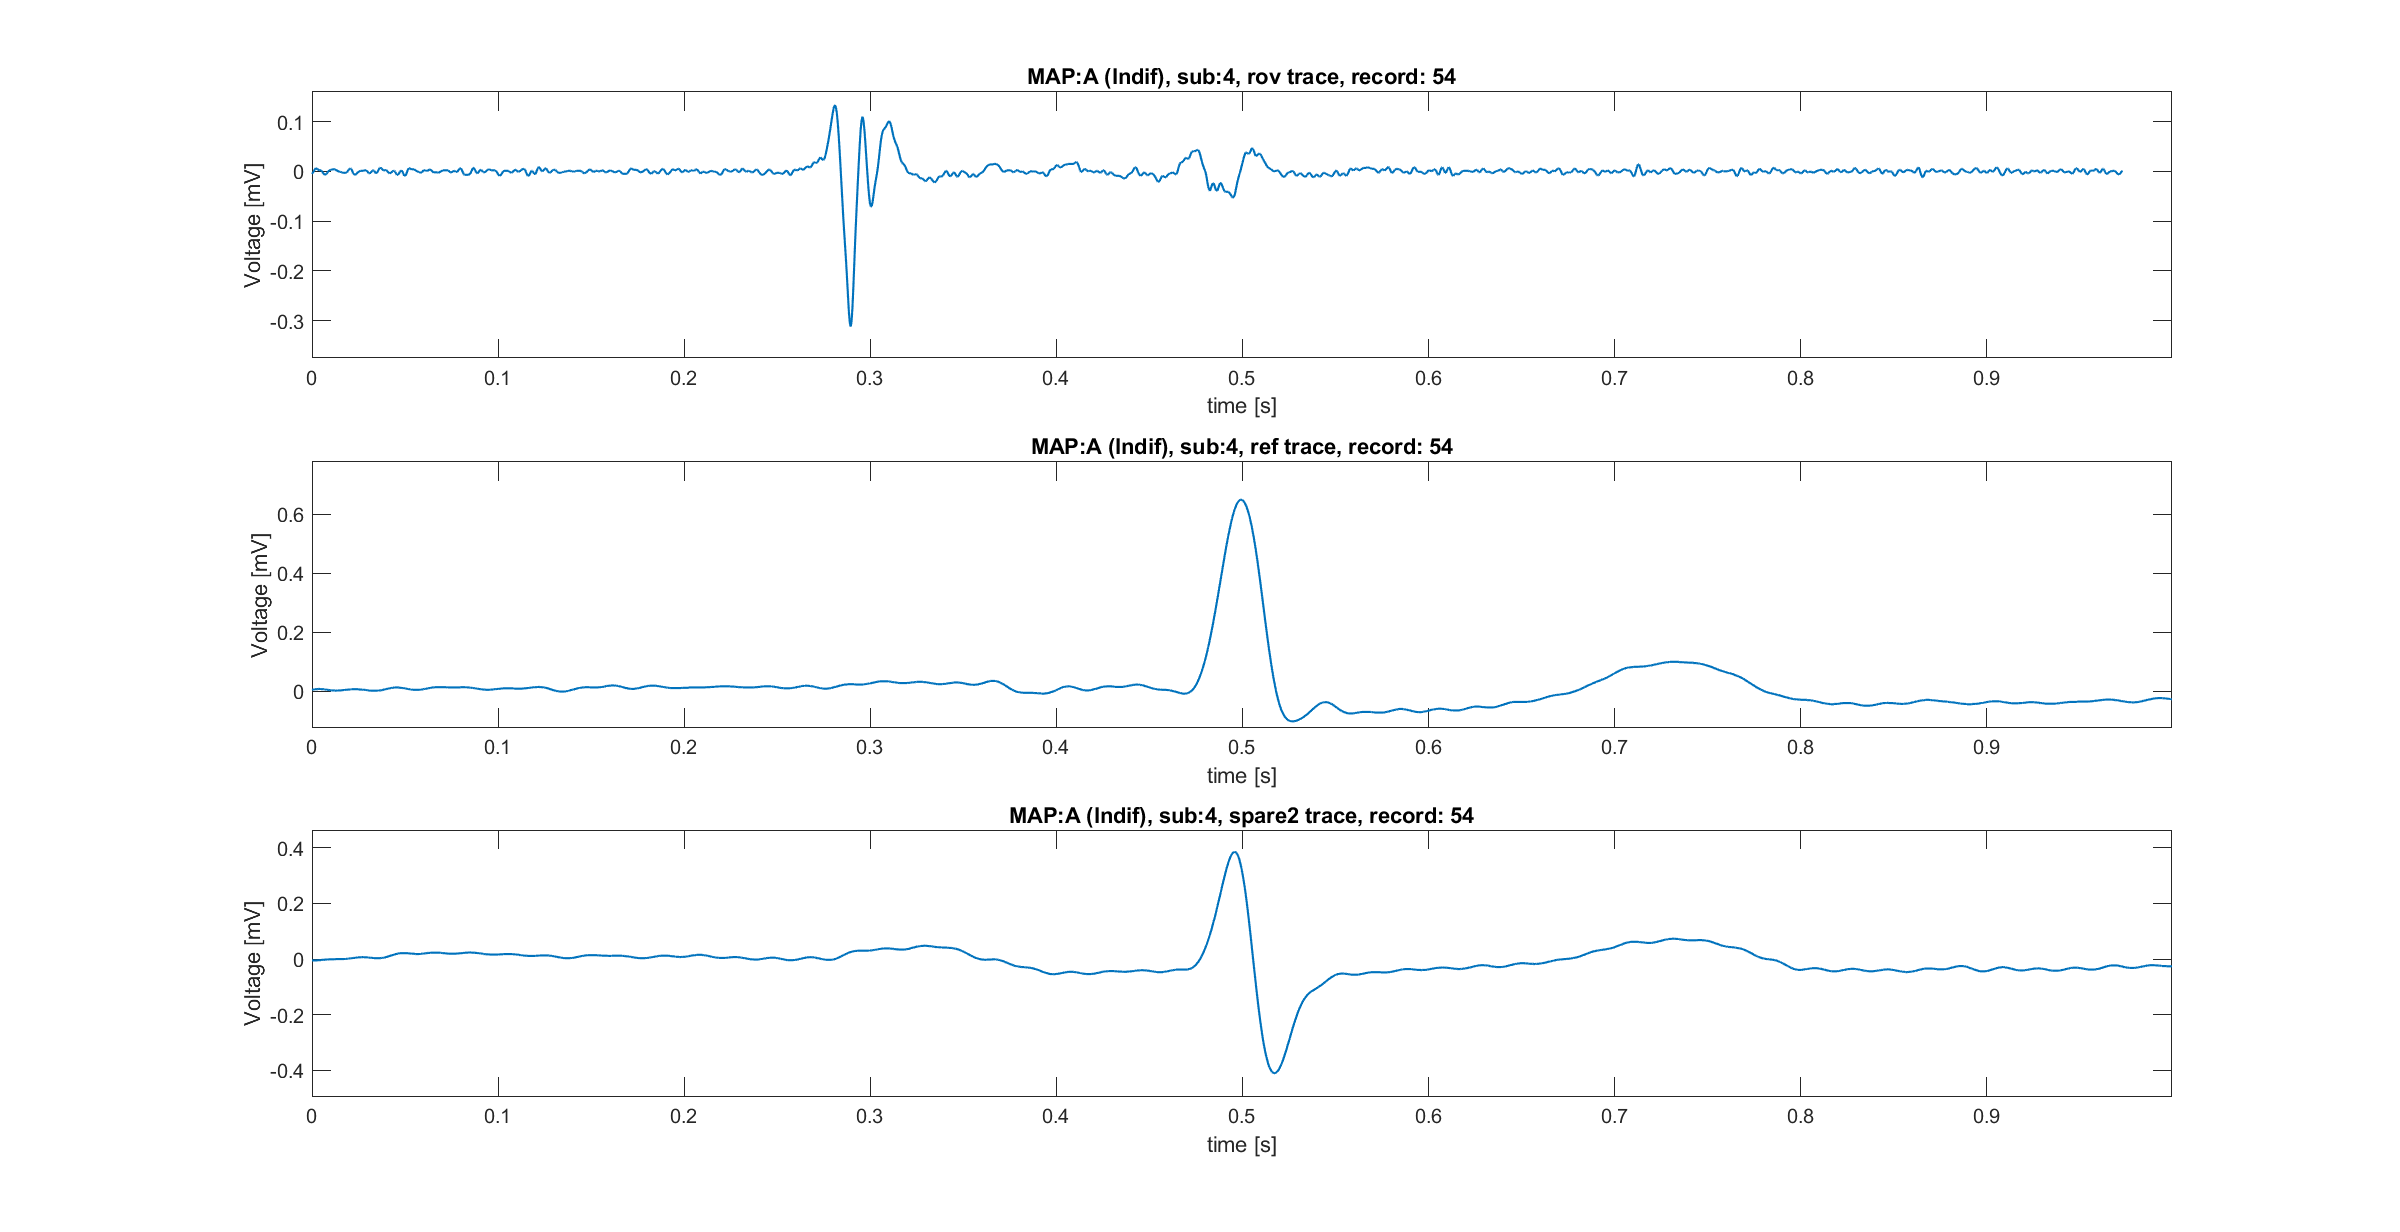 MAP:A (Indif), sub:4, rov trace, record: 54
Voltage [mV]
0.1
0
-0.1
-0.2
-0.3
0 0.1 0.2 0.3 0.4 0.5 0.6 0.7 0.8 0.9
time [s]
MAP:A (Indif), sub:4, ref trace, record: 54
Voltage [mV]
0.6
0.4
0.2
0
0 0.1 0.2 0.3 0.4 0.5 0.6 0.7 0.8 0.9
time [s]
MAP:A (Indif), sub:4, spare2 trace, record: 54
Voltage [mV]
0.4
0.2
0
-0.2
-0.4
0 0.1 0.2 0.3 0.4 0.5 0.6 0.7 0.8 0.9
time [s]